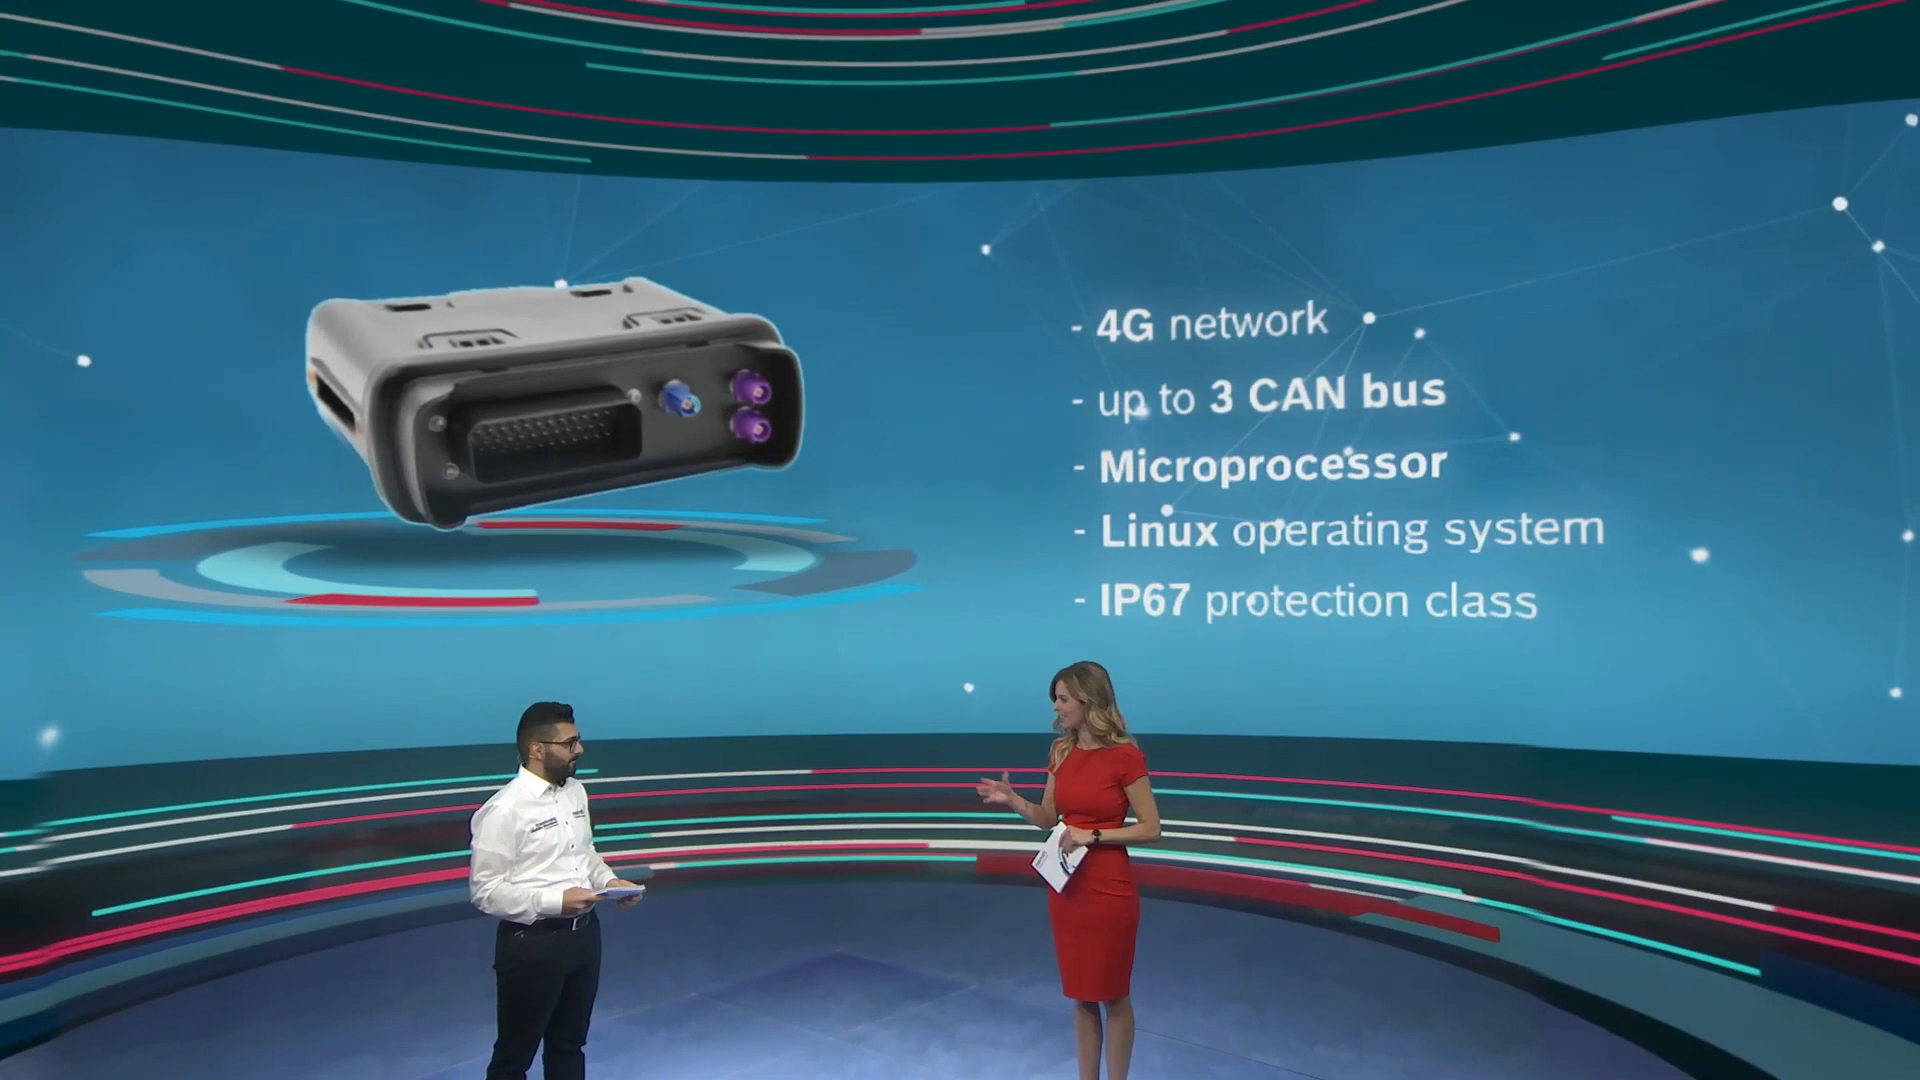 - 4G network
- up to 3 CAN bus
- Microprocessor
- Linux operating system
- IP67 protection class